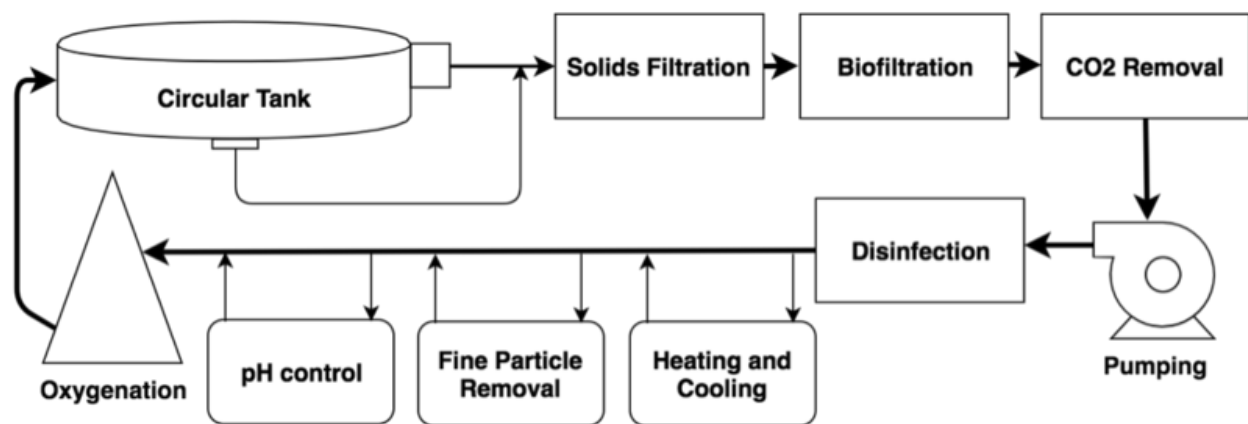 Circular Tank
Solids Filtration
Biofiltration
CO2 Removal
Pumping
Disinfection
Heating and
Cooling
Fine Particle
Removal
pH control
Oxygenation